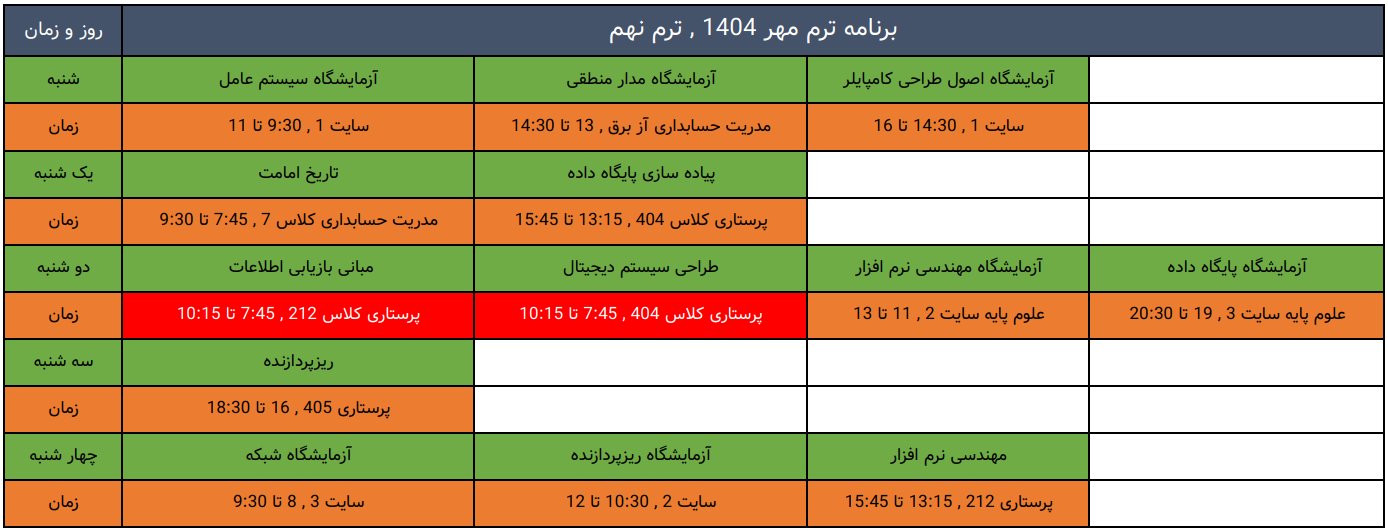 روز و زمان
برنامه ترم مهر 1404 , ترم نهم
شنبه
آزمایشگاه سیستم عامل
آزمایشگاه مدار منطقی
آزمایشگاه اصول طراحی کامپایلر
زمان
سایت 1 , 9:30 تا 11
مدریت حسابداری آز برق , 13 تا 14:30
سایت 1 , 14:30 تا 16
یک شنبه
تاریخ امامت
پیاده سازی پایگاه داده
زمان
مدریت حسابداری کلاس 7 , 7:45 تا 9:30
پرستاری کلاس 404 , 13:15 تا 15:45
دو شنبه
مبانی بازیابی اطلاعات
طراحی سیستم دیجیتال
آزمایشگاه مهندسی نرم افزار
آزمایشگاه پایگاه داده
زمان
پرستاری کلاس 212 , 7:45 تا 10:15
پرستاری کلاس 404 , 7:45 تا 10:15
علوم پایه سایت 2 , 11 تا 13
علوم پایه سایت 3 , 19 تا 20:30
سه شنبه
ریزپردازنده
زمان
پرستاری 405 , 16 تا 18:30
چهار شنبه
آزمایشگاه شبکه
آزمایشگاه ریزپردازنده
مهندسی نرم افزار
زمان
سایت 3 , 8 تا 9:30
سایت 2 , 10:30 تا 12
پرستاری 212 , 13:15 تا 15:45